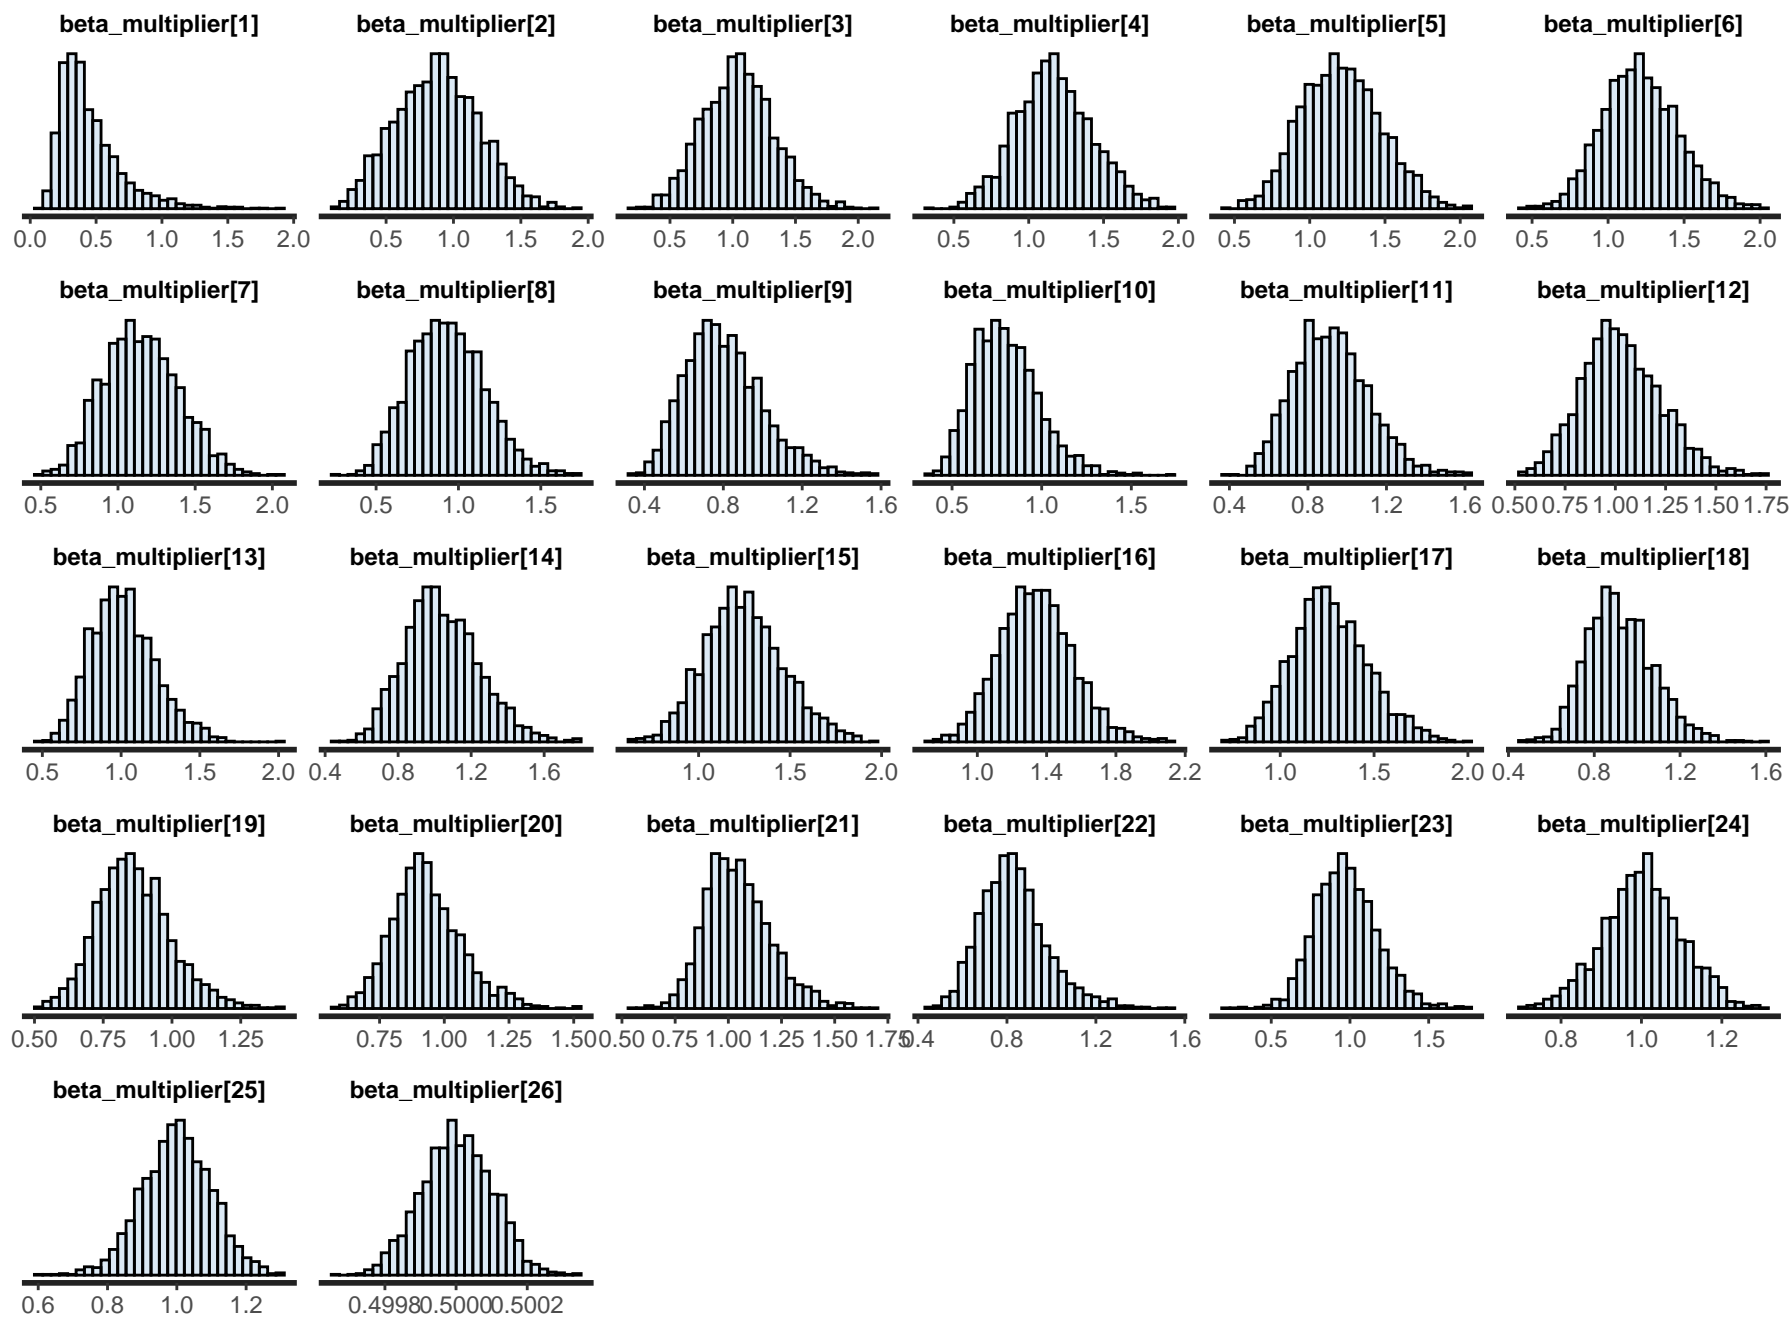 beta_multiplier[1] beta_multiplier[2] beta_multiplier[3] beta_multiplier[4] beta_multiplier[5] beta_multiplier[6]
0.0 0.5 1.0 1.5 2.0 0.5 1.0 1.5 2.0 0.5 1.0 1.5 2.0 0.5 1.0 1.5 2.0 0.5 1.0 1.5 2.0 0.5 1.0 1.5 2.0
beta_multiplier[7] beta_multiplier[8] beta_multiplier[9] beta_multiplier[10] beta_multiplier[11] beta_multiplier[12]
0.5 1.0 1.5 2.0 0.5 1.0 1.5 0.4 0.8 1.2 1.6 0.5 1.0 1.5 0.4 0.8 1.2 1.6 0.50 0.75 1.00 1.25 1.50 1.75
beta_multiplier[13] beta_multiplier[14] beta_multiplier[15] beta_multiplier[16] beta_multiplier[17] beta_multiplier[18]
0.5 1.0 1.5 2.0 0.4 0.8 1.2 1.6 1.0 1.5 2.0 1.0 1.4 1.8 2.2 1.0 1.5 2.0 0.4 0.8 1.2 1.6
beta_multiplier[19] beta_multiplier[20] beta_multiplier[21] beta_multiplier[22] beta_multiplier[23] beta_multiplier[24]
0.50 0.75 1.00 1.25 0.75 1.00 1.25 1.50 0.50 0.75 1.00 1.25 1.50 1.75 0.4 0.8 1.2 1.6 0.5 1.0 1.5 0.8 1.0 1.2
beta_multiplier[25] beta_multiplier[26]
0.6 0.8 1.0 1.2 0.4998 0.5000 0.5002